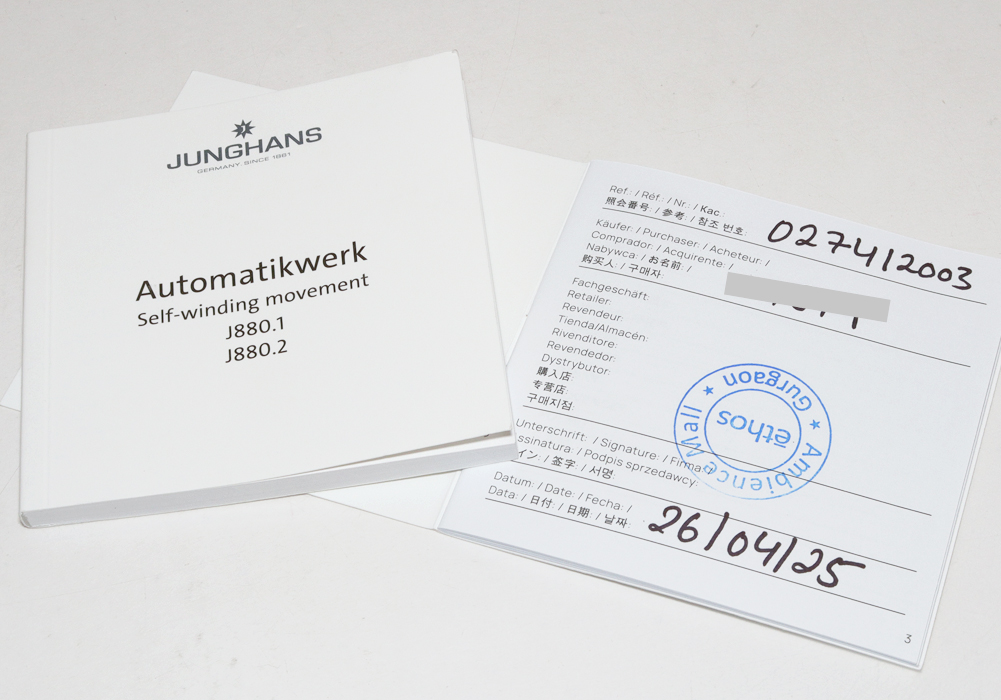 JUNGHANS
GERMANY. SINCE 1861
Automatikwerk
Self-winding movement
J880.1
J880.2
Ref.: / Réf.: / Nr.: / Kac.:
照会番号: / 参考: / 참조 번호:
027412003
Käufer: / Purchaser: / Acheteur: /
Comprador: / Acquirente: /
Nabywca: / お名前: /
购买人: / 구매자:
Fachgeschäft:
Retailer:
Revendeur:
Tienda/Almacén:
Rivenditore:
Revendedor:
Dystrybutor:
購入店:
专营店:
구매지점:
ethos
Ambience Mall
Gurgaon
Unterschrift: / Signature: / Firma:
ssinatura: / Podpis sprzedawcy:
イン: / 签字: / 서명:
Datum: / Date: / Fecha: /
Data: / 日付: / 日期: / 날짜:
26/04/25
3